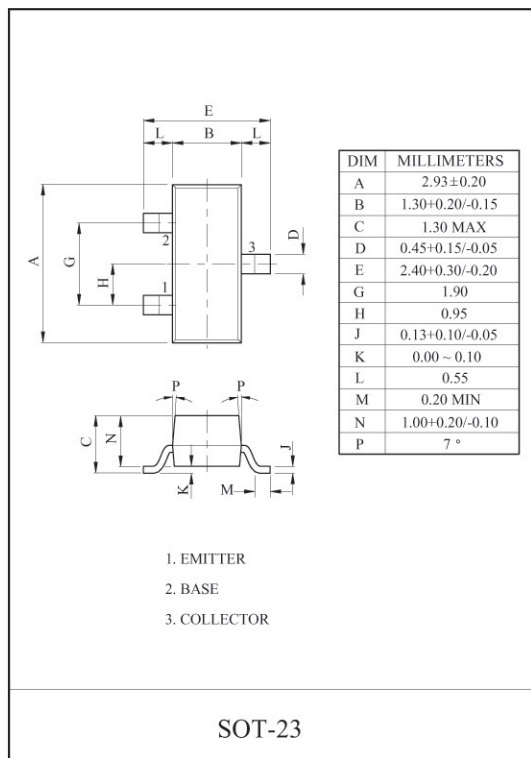 E
L B L
A
G
H
2
1
3
D
DIM MILLIMETERS
A 2.93±0.20
B 1.30+0.20/-0.15
C 1.30 MAX
D 0.45+0.15/-0.05
E 2.40+0.30/-0.20
G 1.90
H 0.95
J 0.13+0.10/-0.05
K 0.00 ~ 0.10
L 0.55
M 0.20 MIN
N 1.00+0.20/-0.10
P 7 °
P P
C
N
K
M
J
1. EMITTER
2. BASE
3. COLLECTOR
SOT-23